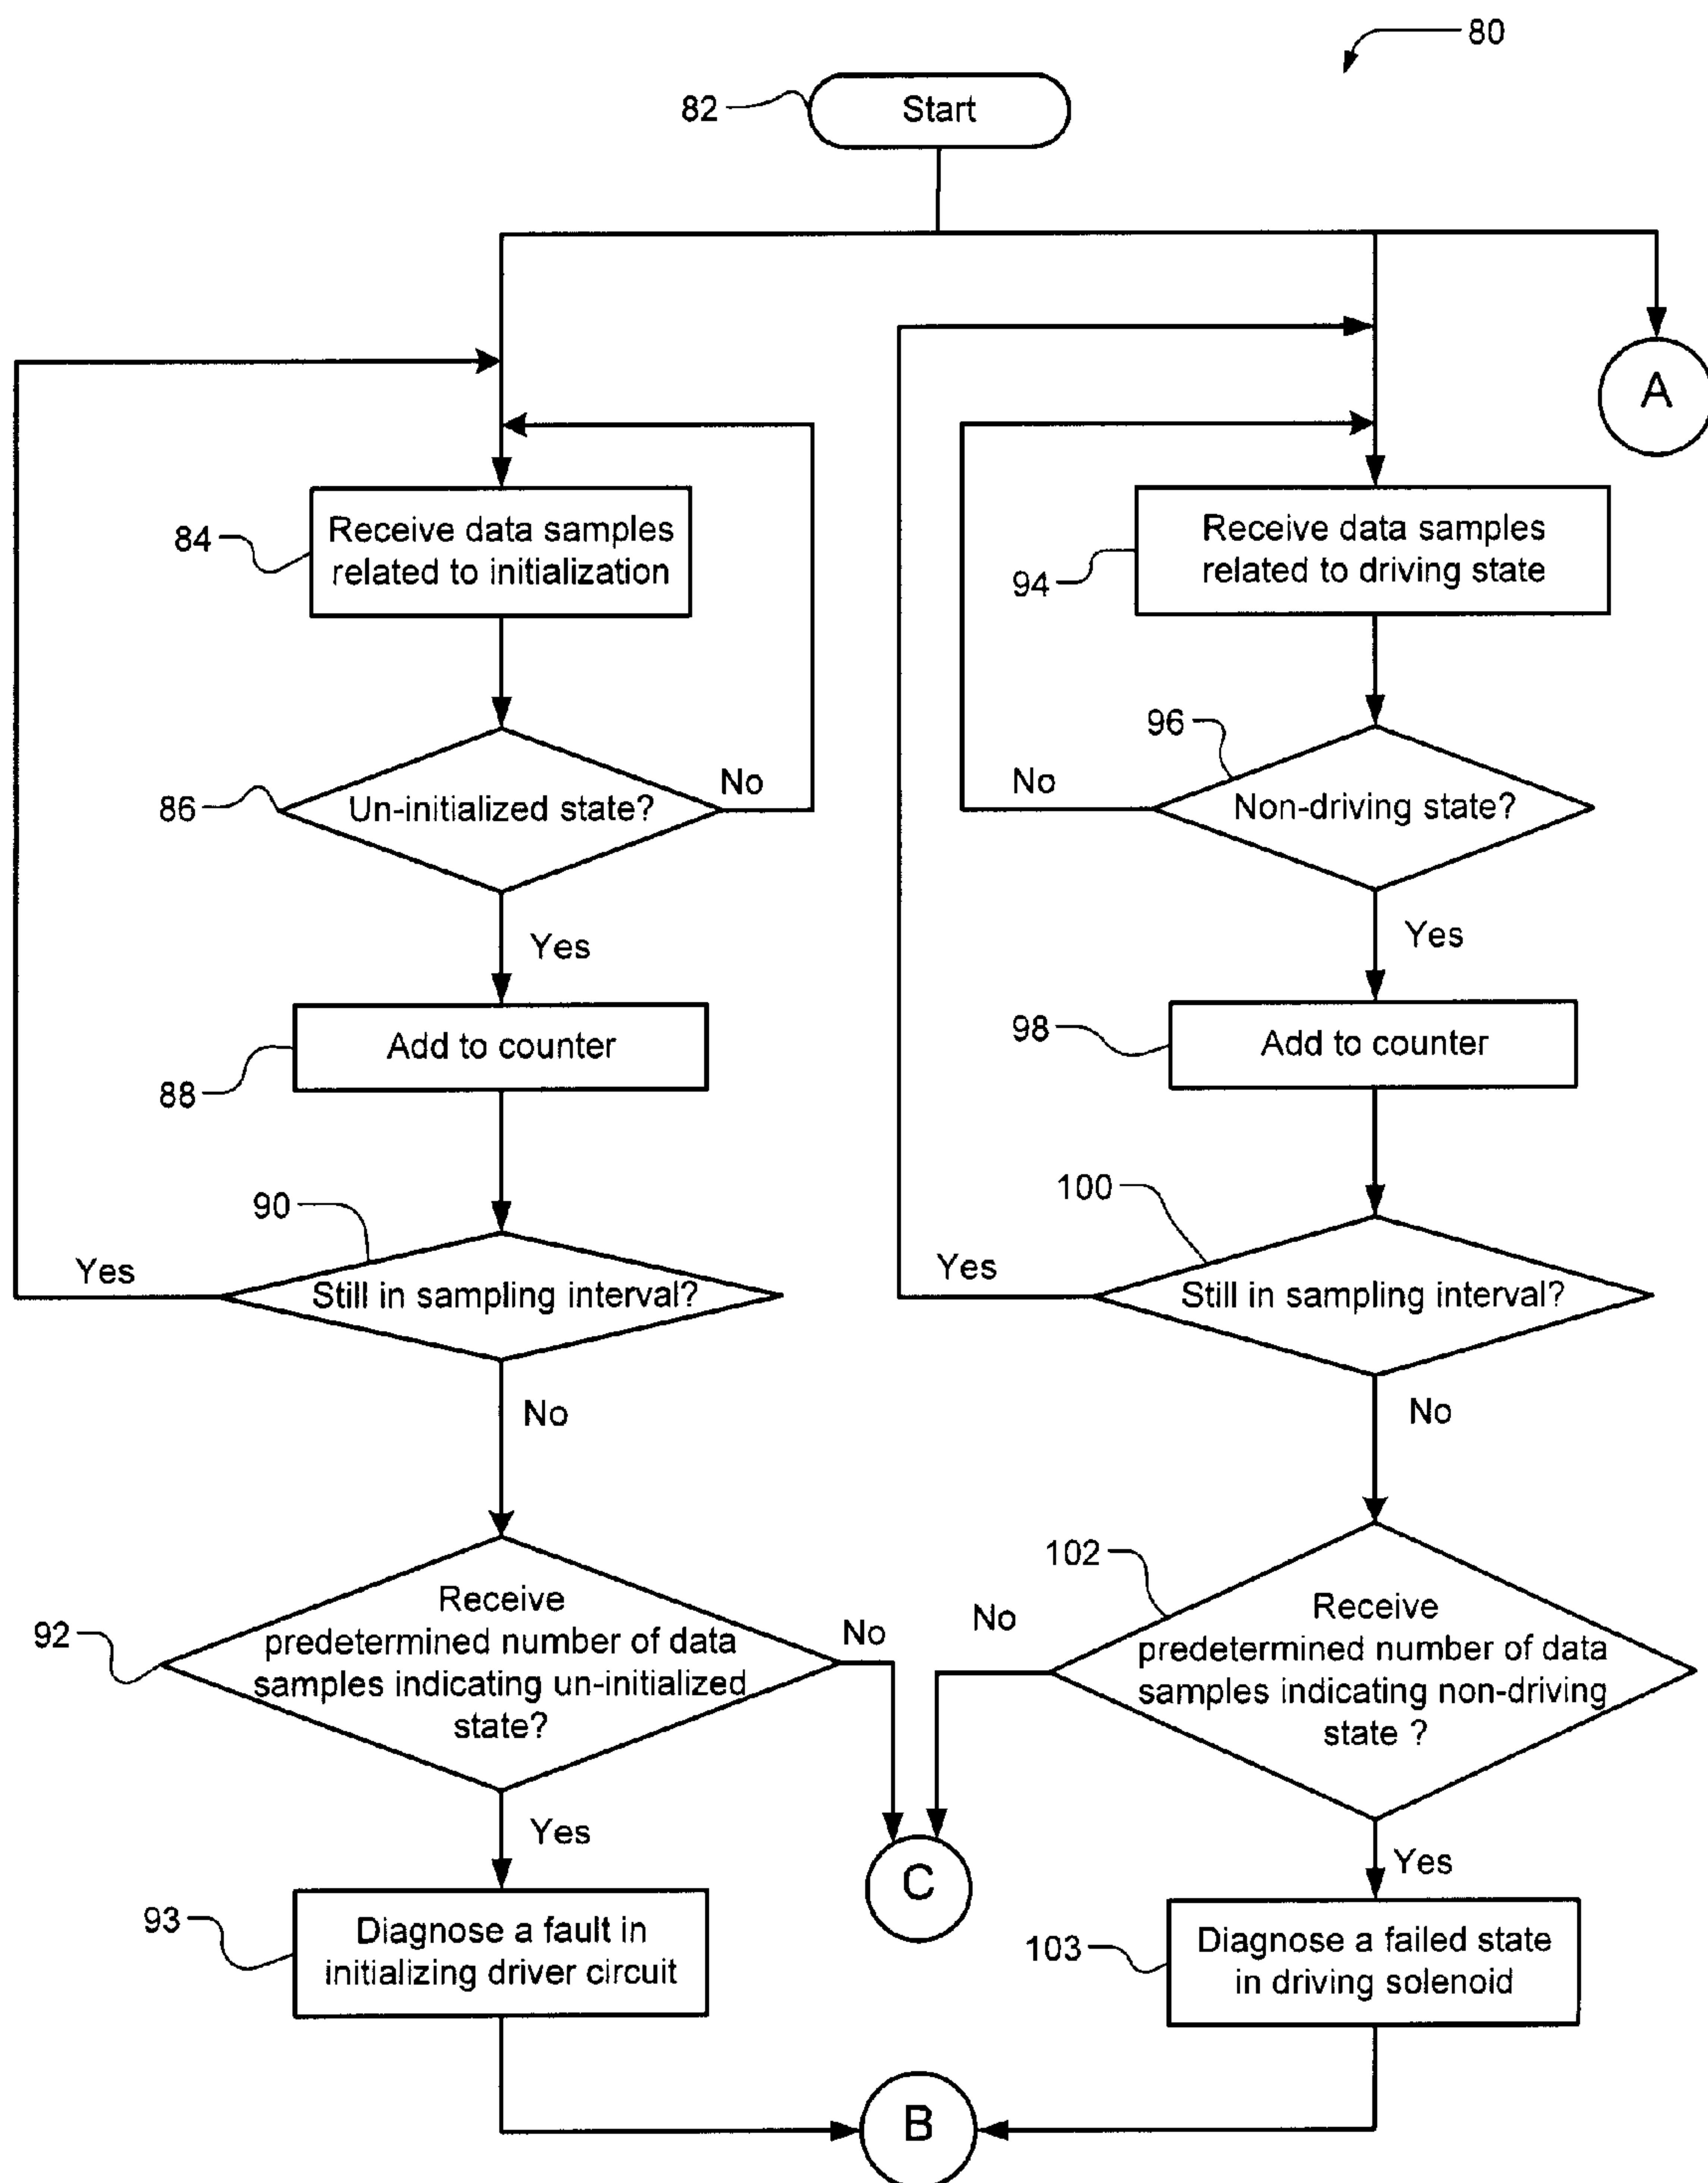 80
82
Start
A
84
Receive data samples
related to initialization
94
Receive data samples
related to driving state
86
Un-initialized state?
No
96
No
Non-driving state?
Yes
Yes
88
Add to counter
98
Add to counter
90
Yes
Still in sampling interval?
100
Yes
Still in sampling interval?
No
No
92
Receive
predetermined number of data
samples indicating un-initialized
state?
No
102
No
Receive
predetermined number of data
samples indicating non-driving
state ?
Yes
C
Yes
93
Diagnose a fault in
initializing driver circuit
103
Diagnose a failed state
in driving solenoid
B